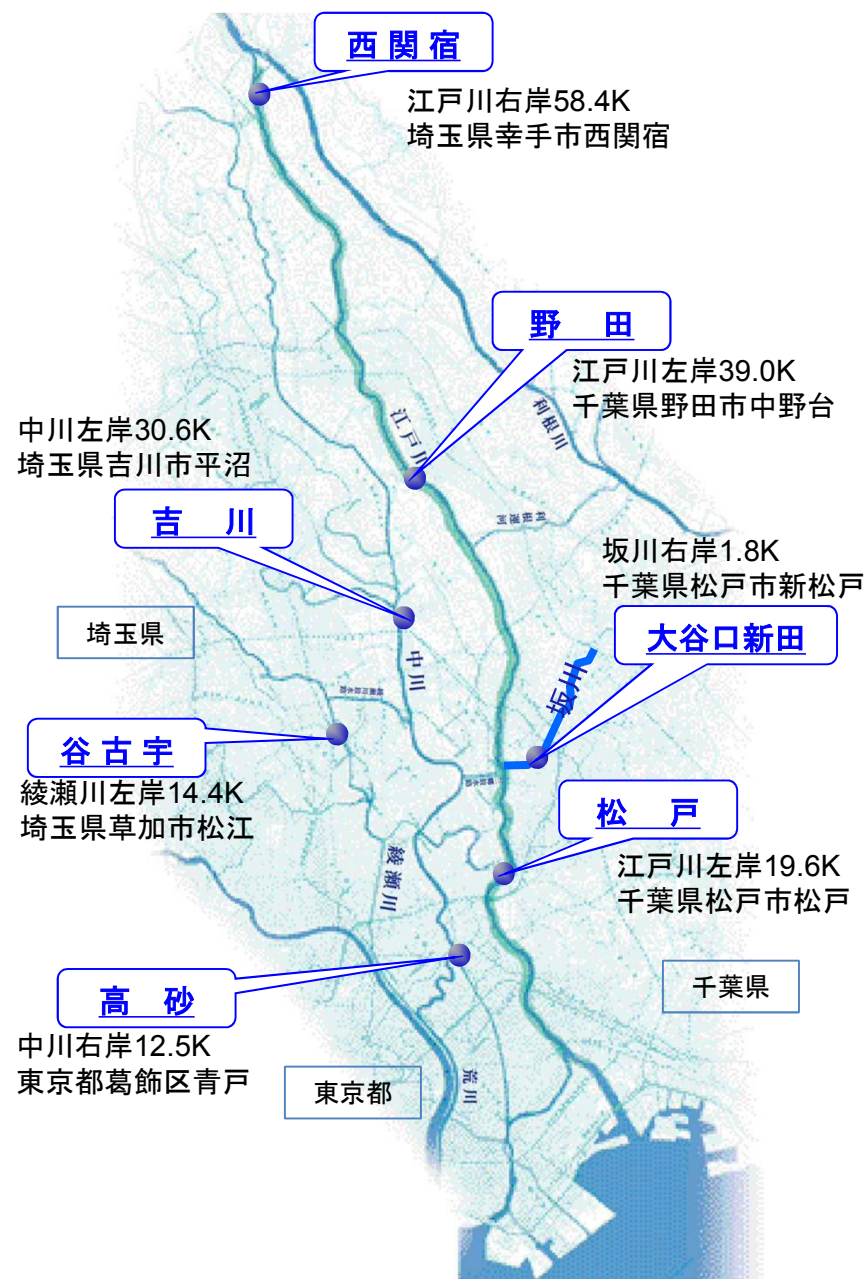 西関宿
江戸川右岸58.4K
埼玉県幸手市西関宿
野 田
江戸川左岸39.0K
千葉県野田市中野台
江戸川
利根川
中川左岸30.6K
埼玉県吉川市平沼
吉 川
利根運河
坂川右岸1.8K
千葉県松戸市新松戸
大谷口新田
埼玉県
中川
坂川
谷古宇
綾瀬川左岸14.4K
埼玉県草加市松江
松 戸
江戸川左岸19.6K
千葉県松戸市松戸
綾瀬川
高 砂
中川右岸12.5K
東京都葛飾区青戸
千葉県
東京都
荒川